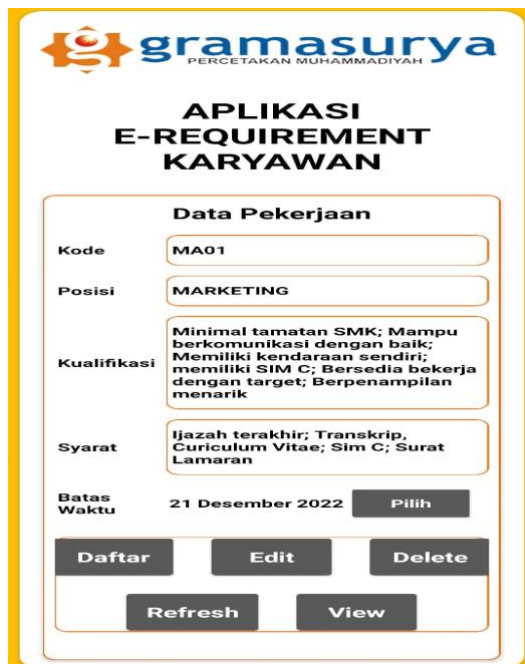 gramasurya
PERCETAKAN MUHAMMADIYAH
APLIKASI
E-REQUIREMENT
KARYAWAN
Data Pekerjaan
Kode MA01
Posisi MARKETING
Kualifikasi
Minimal tamatan SMK; Mampu
berkomunikasi dengan baik;
Memiliki kendaraan sendiri;
memiliki SIM C; Bersedia bekerja
dengan target; Berpenampilan
menarik
Syarat
Ijazah terakhir; Transkrip,
Curiculum Vitae; Sim C; Surat
Lamaran
Batas
Waktu
21 Desember 2022 Pilih
Daftar Edit Delete
Refresh View